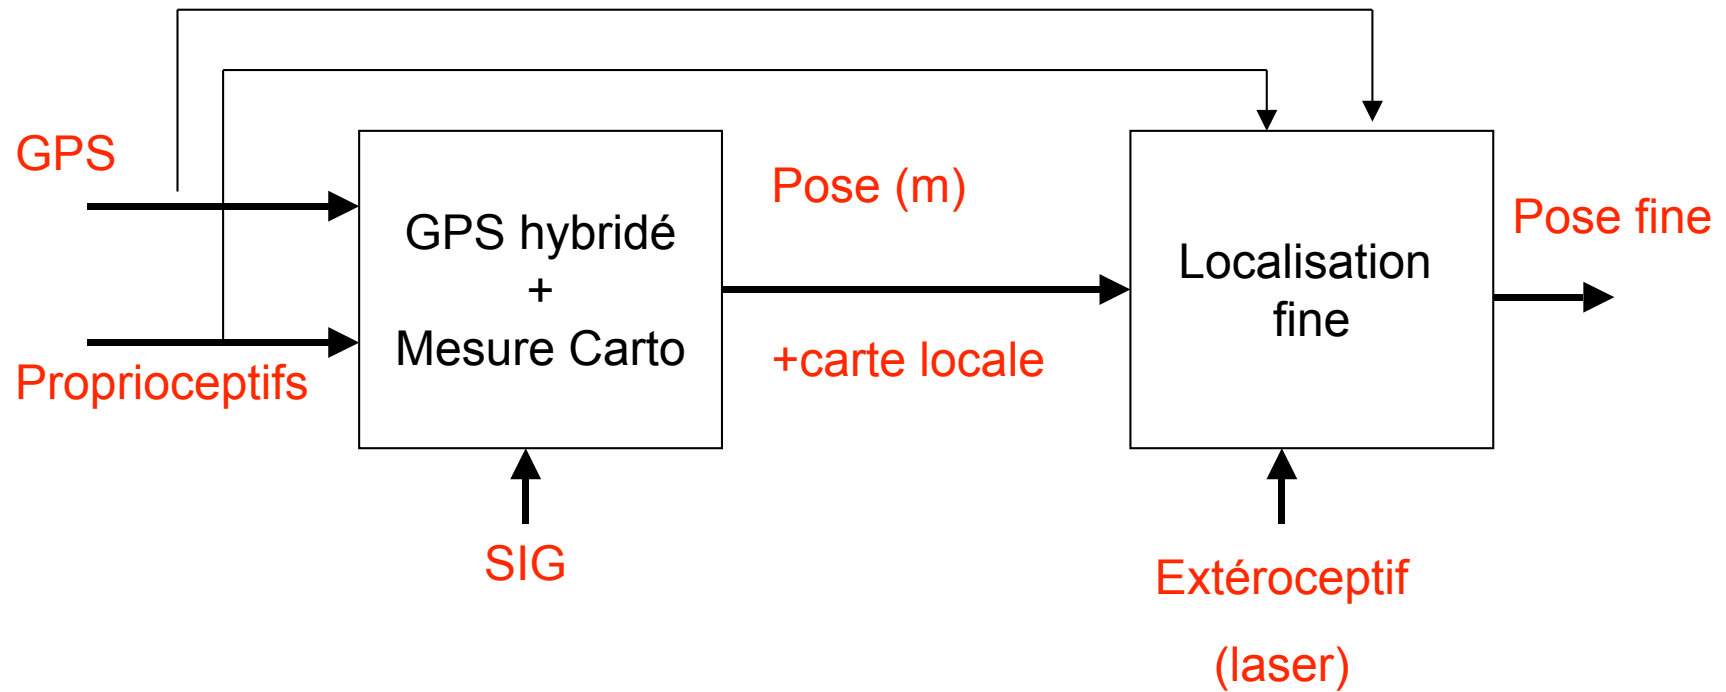 GPS
Proprioceptifs
GPS hybridé
+
Mesure Carto
SIG
Pose (m)
+carte locale
Localisation
fine
Extéroceptif
(laser)
Pose fine